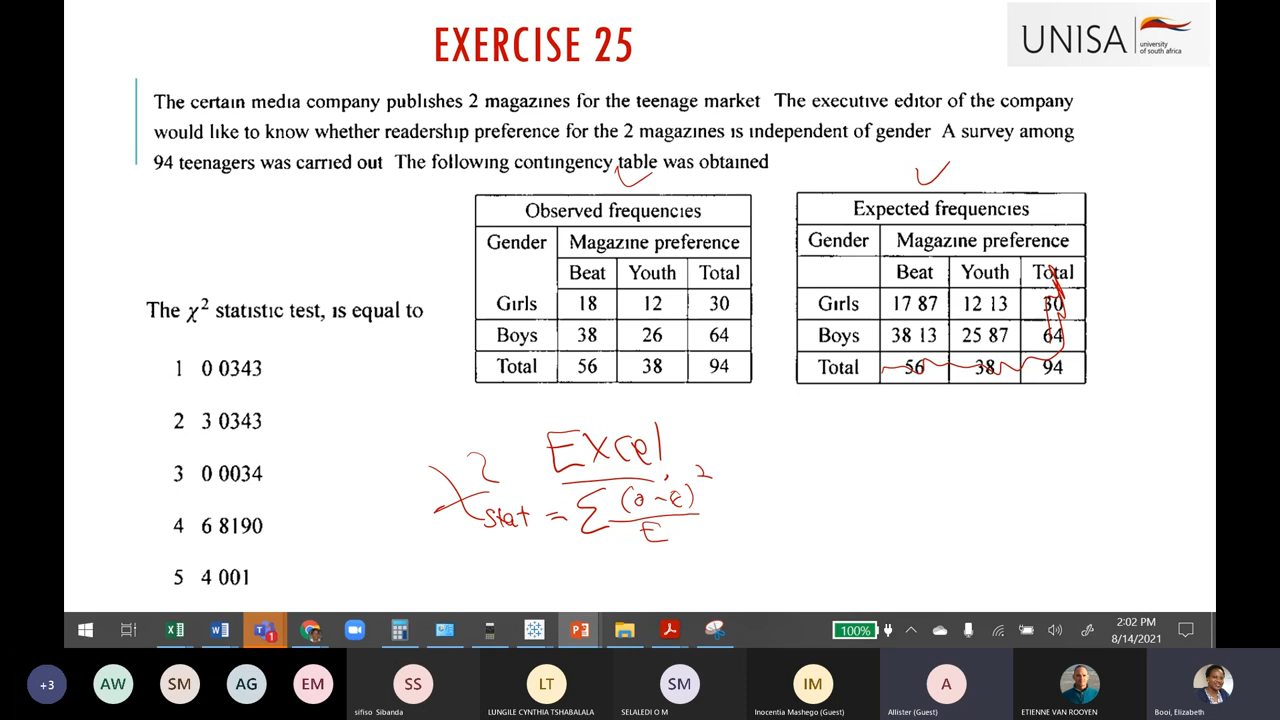 EXERCISE 25
UNISA
university
of south africa
The certain media company publishes 2 magazines for the teenage market The executive editor of the company
would like to know whether readership preference for the 2 magazines is independent of gender A survey among
94 teenagers was carried out The following contingency table was obtained
Observed frequencies
Gender Magazine preference
Beat Youth Total
Girls 18 12 30
Boys 38 26 64
Total 56 38 94
Expected frequencies
Gender Magazine preference
Beat Youth Total
Girls 17 87 12 13 30
Boys 38 13 25 87 64
Total 56 38 94
The χ² statistic test, is equal to
1 0 0343
2 3 0343
3 0 0034
4 6 8190
5 4 001
Excel
χ² stat = Σ (O - E)² / E
100%
2:02 PM
8/14/2021
+3
AW
SM
AG
EM
SS
sifiso Sibanda
LT
LUNGILE CYNTHIA TSHABALALA
SM
SELALEDI O M
IM
Inocentia Mashego (Guest)
A
Allister (Guest)
ETIENNE VAN ROOYEN
Booi, Elizabeth